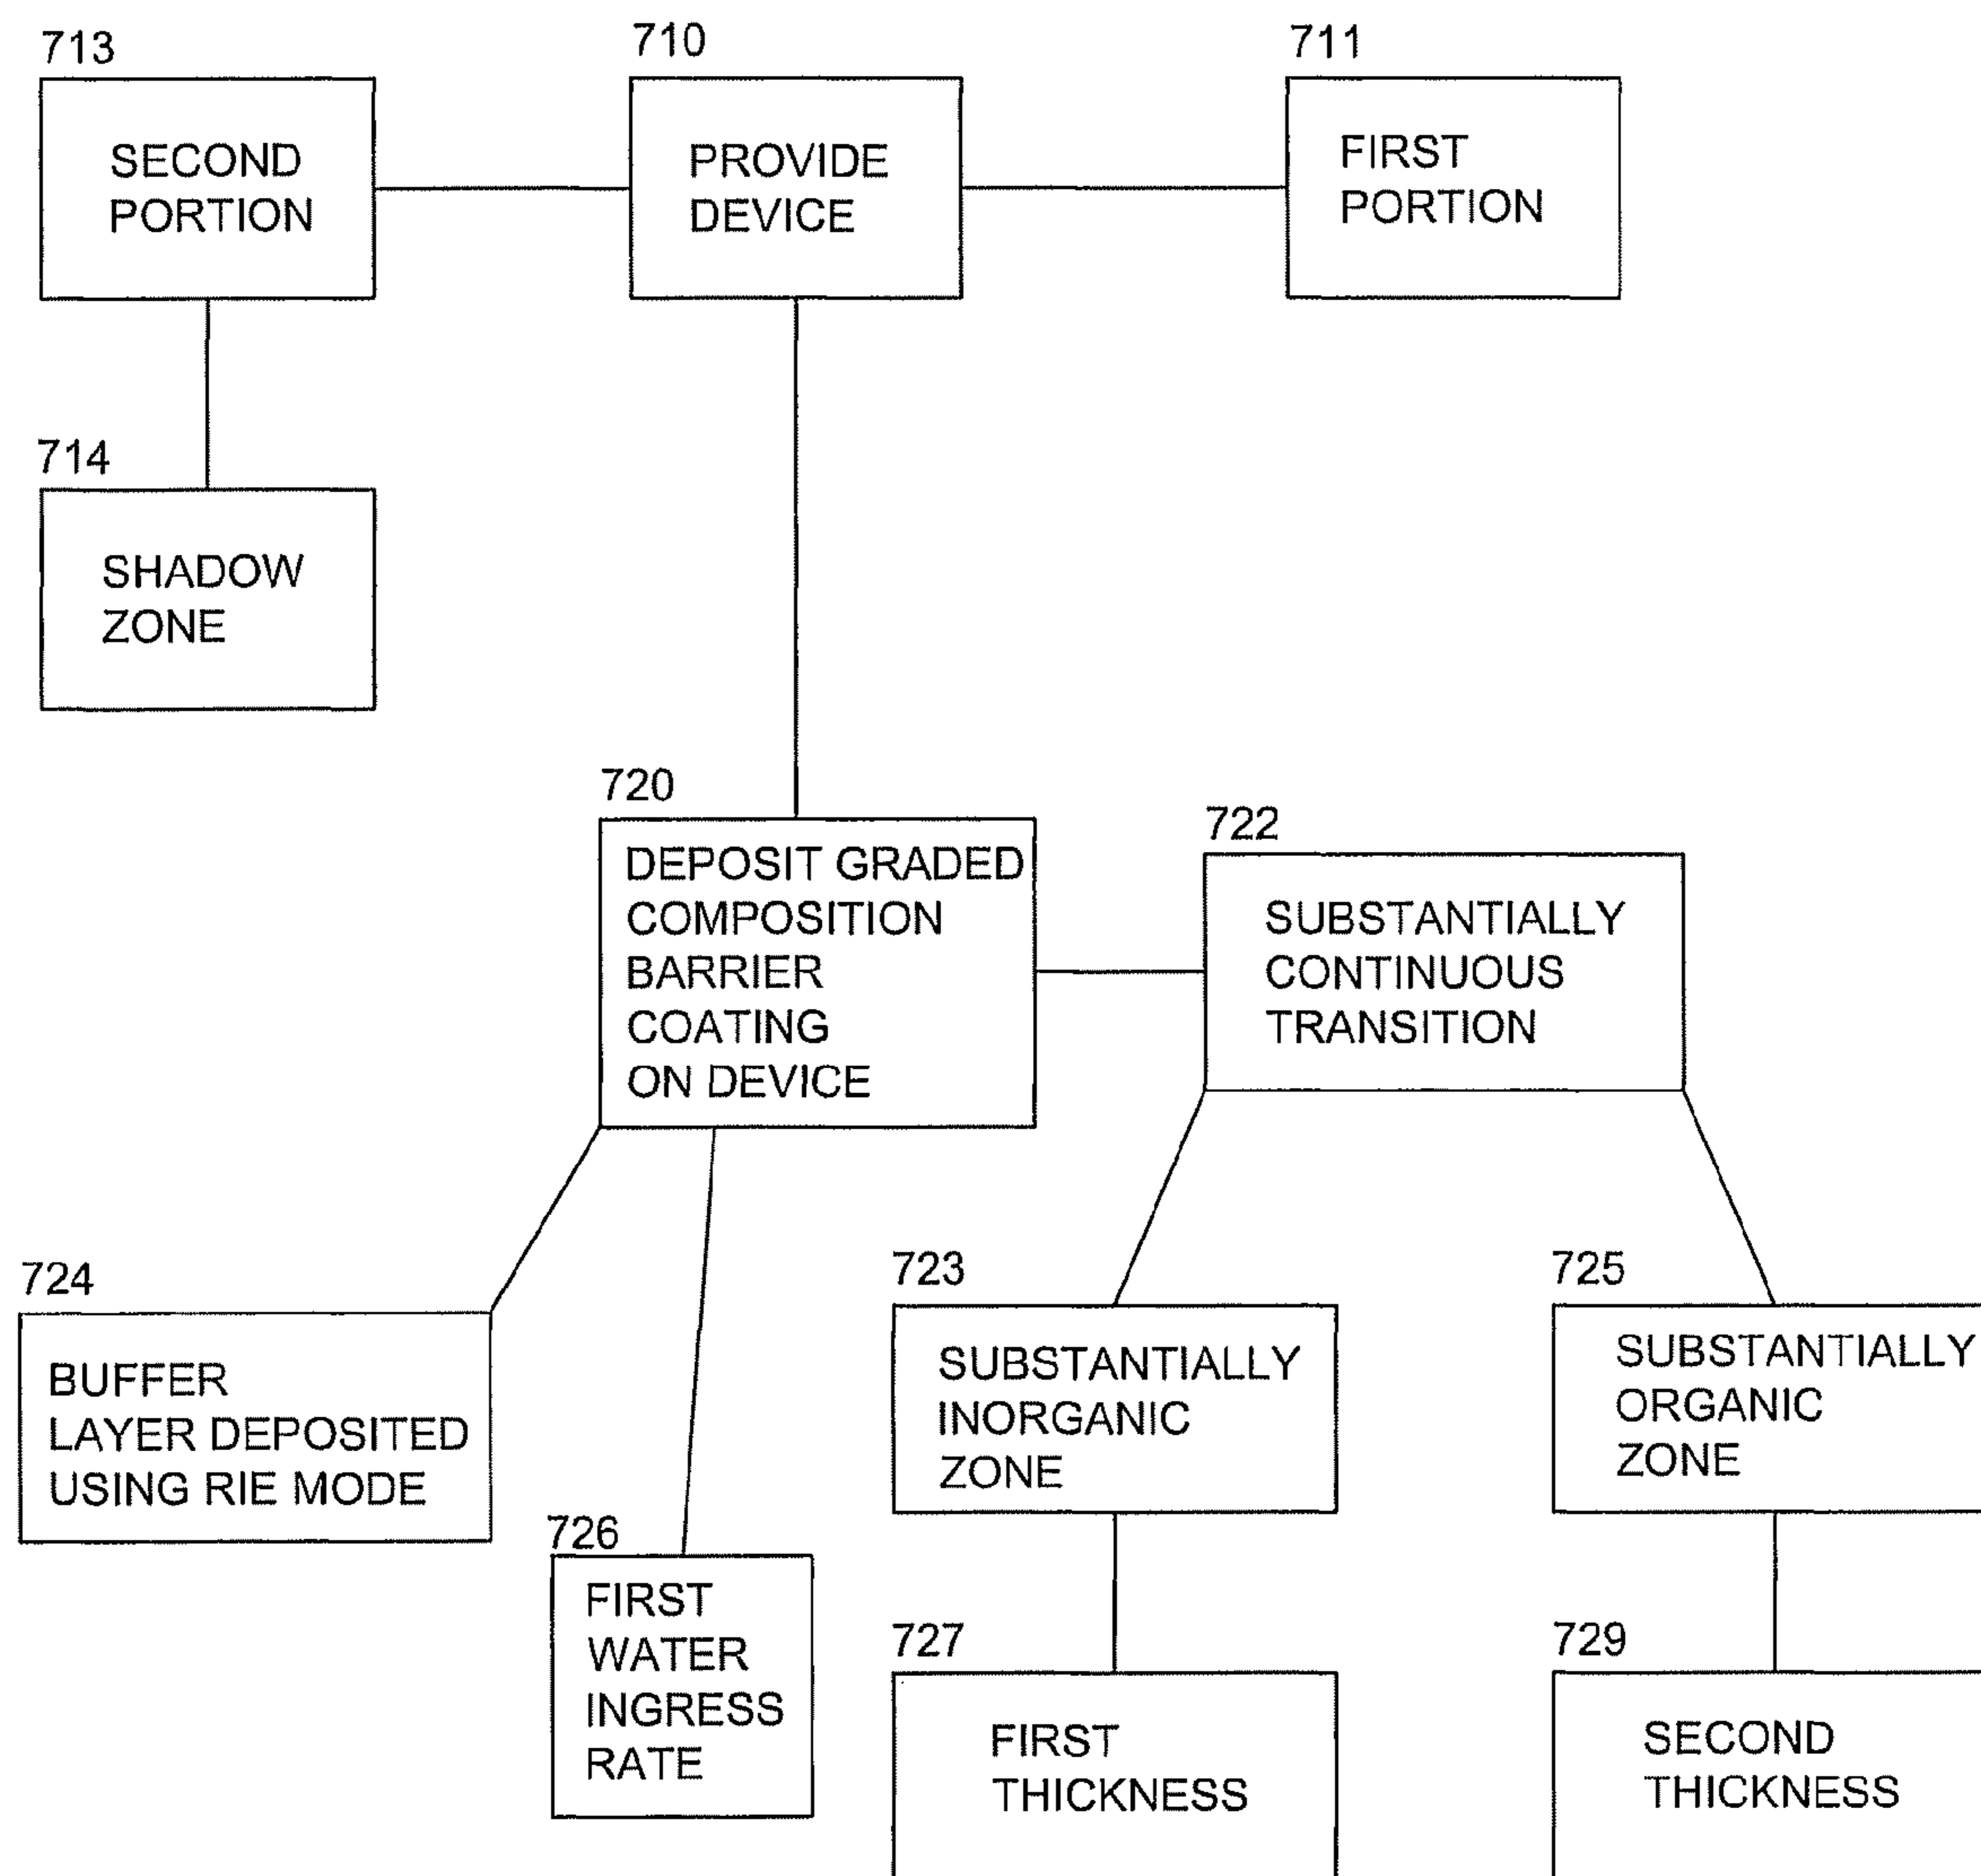 713
SECOND
PORTION
710
PROVIDE
DEVICE
711
FIRST
PORTION
714
SHADOW
ZONE
720
DEPOSIT GRADED
COMPOSITION
BARRIER
COATING
ON DEVICE
722
SUBSTANTIALLY
CONTINUOUS
TRANSITION
724
BUFFER
LAYER DEPOSITED
USING RIE MODE
726
FIRST
WATER
INGRESS
RATE
723
SUBSTANTIALLY
INORGANIC
ZONE
725
SUBSTANTIALLY
ORGANIC
ZONE
727
FIRST
THICKNESS
729
SECOND
THICKNESS